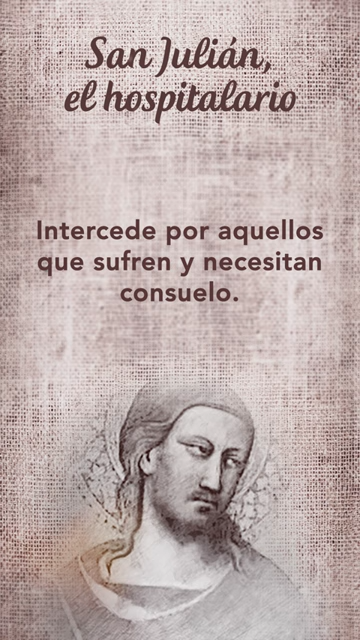 San Julián,
el hospitalario
Intercede por aquellos
que sufren y necesitan
consuelo.